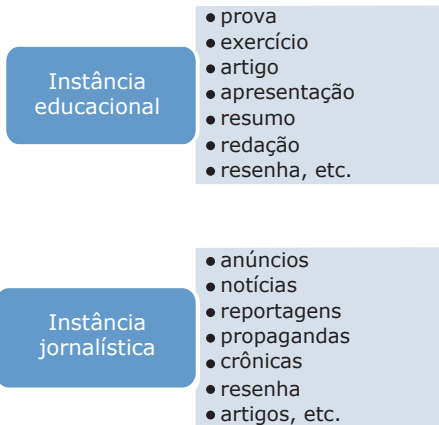 Instância
educacional
• prova
• exercício
• artigo
• apresentação
• resumo
• redação
• resenha, etc.
Instância
jornalística
• anúncios
• notícias
• reportagens
• propagandas
• crônicas
• resenha
• artigos, etc.